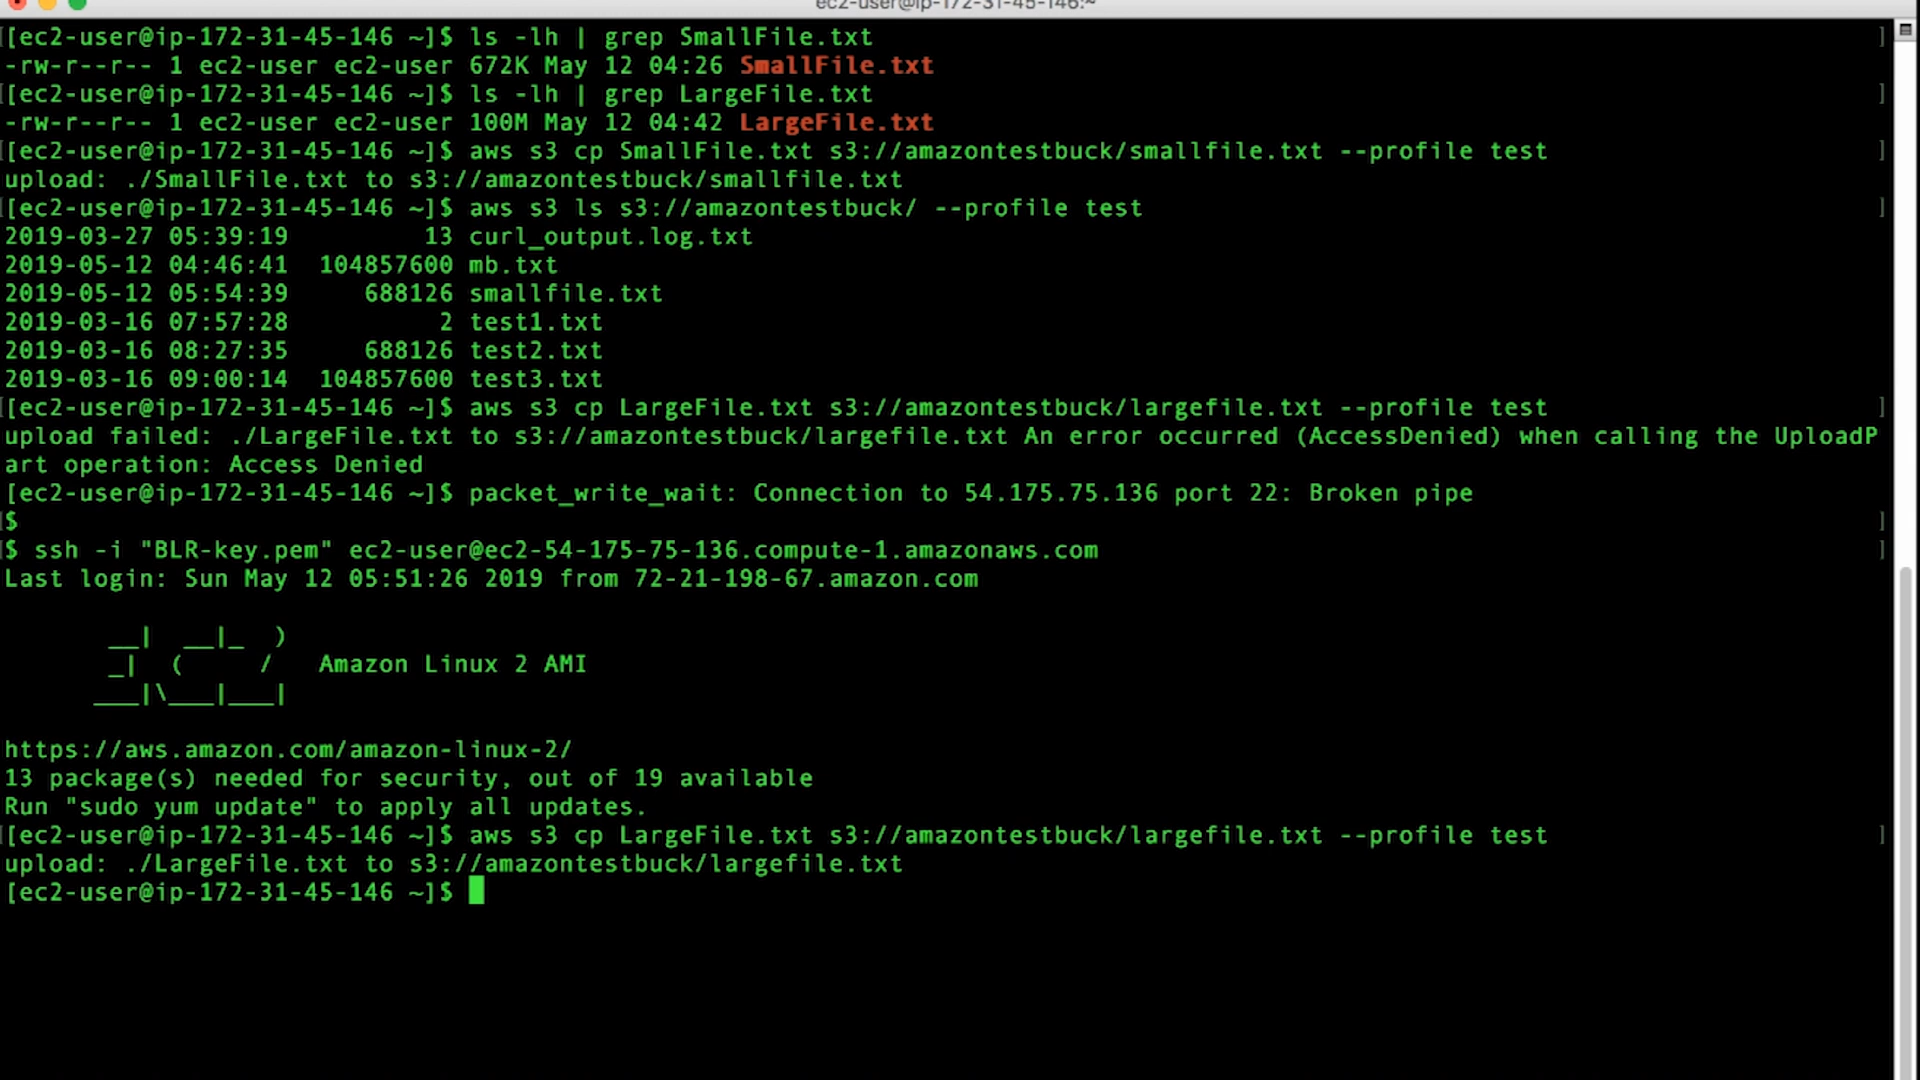 ec2-user@ip-172-31-45-146:~
[ec2-user@ip-172-31-45-146 ~]$ ls -lh | grep SmallFile.txt
-rw-r--r-- 1 ec2-user ec2-user 672K May 12 04:26 SmallFile.txt
[ec2-user@ip-172-31-45-146 ~]$ ls -lh | grep LargeFile.txt
-rw-r--r-- 1 ec2-user ec2-user 100M May 12 04:42 LargeFile.txt
[ec2-user@ip-172-31-45-146 ~]$ aws s3 cp SmallFile.txt s3://amazontestbuck/smallfile.txt --profile test
upload: ./SmallFile.txt to s3://amazontestbuck/smallfile.txt
[ec2-user@ip-172-31-45-146 ~]$ aws s3 ls s3://amazontestbuck/ --profile test
2019-03-27 05:39:19         13 curl_output.log.txt
2019-05-12 04:46:41  104857600 mb.txt
2019-05-12 05:54:39     688126 smallfile.txt
2019-03-16 07:57:28          2 test1.txt
2019-03-16 08:27:35     688126 test2.txt
2019-03-16 09:00:14  104857600 test3.txt
[ec2-user@ip-172-31-45-146 ~]$ aws s3 cp LargeFile.txt s3://amazontestbuck/largefile.txt --profile test
upload failed: ./LargeFile.txt to s3://amazontestbuck/largefile.txt An error occurred (AccessDenied) when calling the UploadP
art operation: Access Denied
[ec2-user@ip-172-31-45-146 ~]$ packet_write_wait: Connection to 54.175.75.136 port 22: Broken pipe
$
$ ssh -i "BLR-key.pem" ec2-user@ec2-54-175-75-136.compute-1.amazonaws.com
Last login: Sun May 12 05:51:26 2019 from 72-21-198-67.amazon.com
       __|  __|_  )
       _|  (     /   Amazon Linux 2 AMI
      ___|\___|___|
https://aws.amazon.com/amazon-linux-2/
13 package(s) needed for security, out of 19 available
Run "sudo yum update" to apply all updates.
[ec2-user@ip-172-31-45-146 ~]$ aws s3 cp LargeFile.txt s3://amazontestbuck/largefile.txt --profile test
upload: ./LargeFile.txt to s3://amazontestbuck/largefile.txt
[ec2-user@ip-172-31-45-146 ~]$